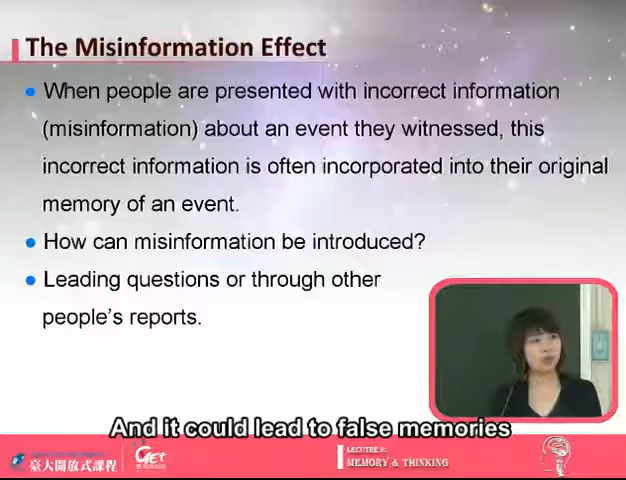 The Misinformation Effect
When people are presented with incorrect information
(misinformation) about an event they witnessed, this
incorrect information is often incorporated into their original
memory of an event.
How can misinformation be introduced?
Leading questions or through other
people's reports.
And it could lead to false memories
臺大開放式課程
GET
LECUTRE 8:
MEMORY & THINKING